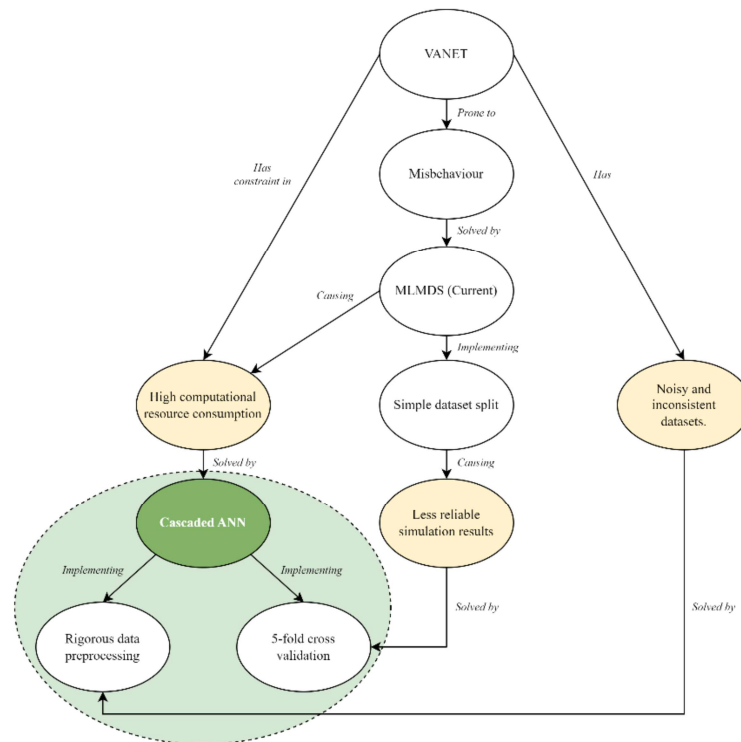 VANET
Prone to
Has
constraint in
Has
Misbehaviour
Solved by
MLMDS (Current)
Causing
Implementing
High computational
resource consumption
Simple dataset split
Noisy and
inconsistent
datasets.
Solved by
Causing
Cascaded ANN
Less reliable
simulation results
Implementing
Implementing
Solved by
Solved by
Rigorous data
preprocessing
5-fold cross
validation